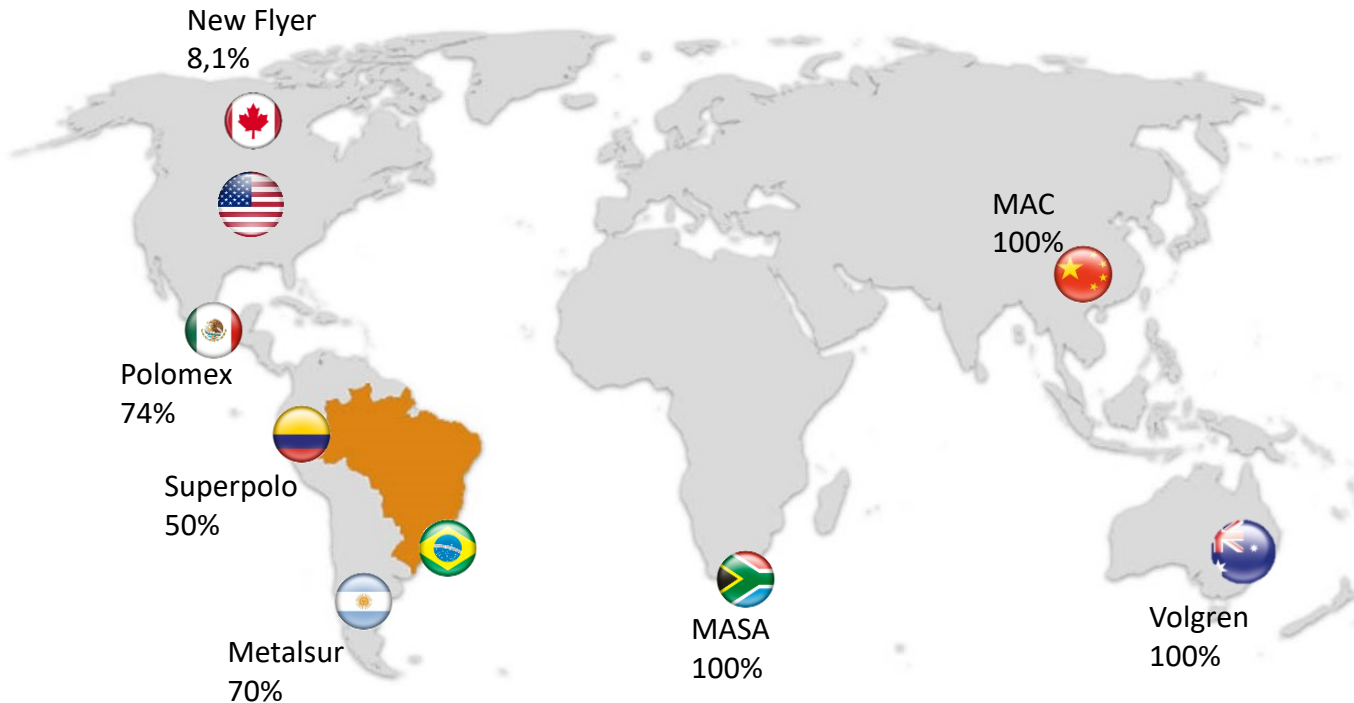 New Flyer
8,1%
MAC
100%
Polomex
74%
Superpolo
50%
Metalsur
70%
MASA
100%
Volgren
100%